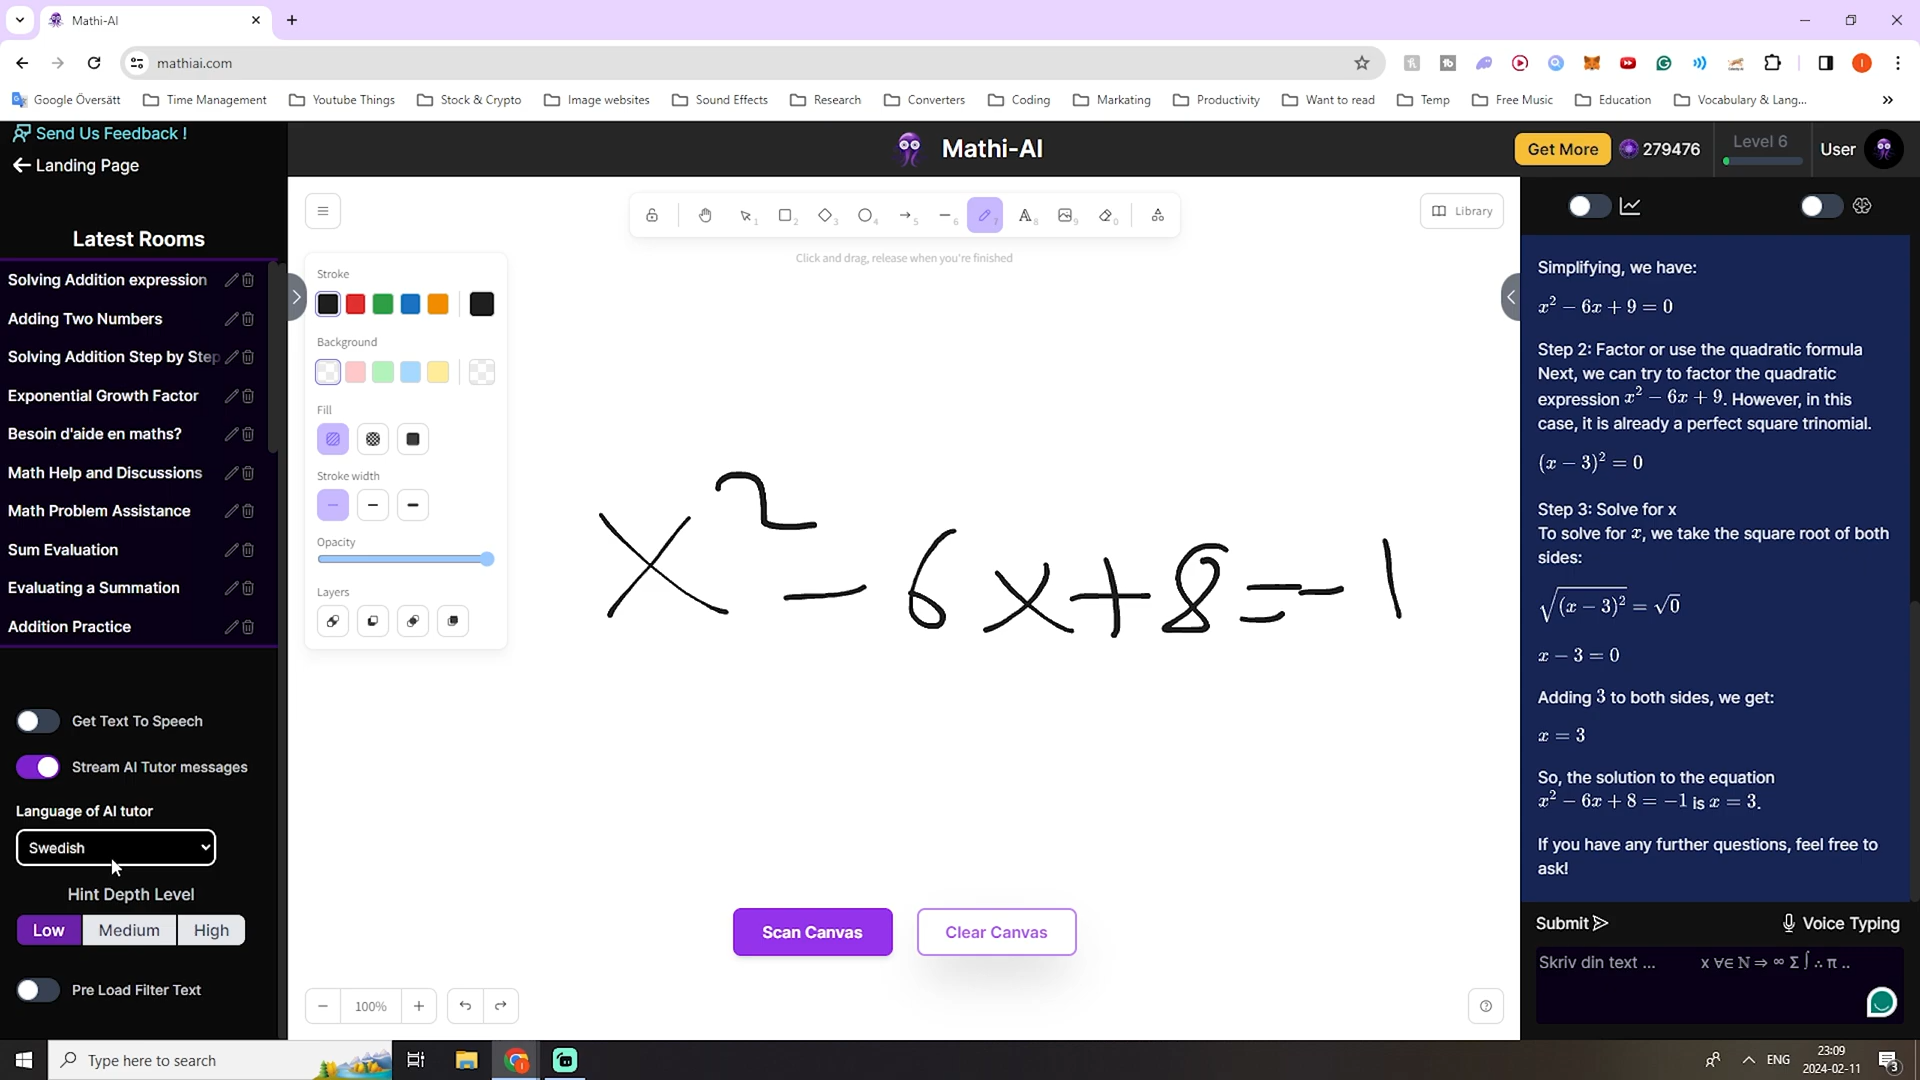 Mathi-AI
mathiai.com
Google Översätt
Time Management
Youtube Things
Stock & Crypto
Image websites
Sound Effects
Research
Converters
Coding
Markating
Productivity
Want to read
Temp
Free Music
Education
Vocabulary & Lang...
Send Us Feedback !
Landing Page
Mathi-AI
Get More
279476
Level 6
User
Latest Rooms
Solving Addition expression
Adding Two Numbers
Solving Addition Step by Step
Exponential Growth Factor
Besoin d'aide en maths?
Math Help and Discussions
Math Problem Assistance
Sum Evaluation
Evaluating a Summation
Addition Practice
Get Text To Speech
Stream AI Tutor messages
Language of AI tutor
Swedish
Hint Depth Level
Low Medium High
Pre Load Filter Text
1 2 3 4 5 6 7 A 8 9 0
Library
Click and drag, release when you're finished
Stroke
Background
Fill
Stroke width
Opacity
Layers
x² - 6x+8=-1
Scan Canvas
Clear Canvas
− 100% +
Simplifying, we have:
x² − 6x + 9 = 0
Step 2: Factor or use the quadratic formula
Next, we can try to factor the quadratic
expression x² − 6x + 9. However, in this
case, it is already a perfect square trinomial.
(x − 3)² = 0
Step 3: Solve for x
To solve for x, we take the square root of both
sides:
√(x − 3)² = √0
x − 3 = 0
Adding 3 to both sides, we get:
x = 3
So, the solution to the equation
x² − 6x + 8 = −1 is x = 3.
If you have any further questions, feel free to
ask!
Submit
Voice Typing
Skriv din text ... x ∀∈ ℕ ⇒ ∞ Σ ∫ ∴ π ..
Type here to search
ENG
23:09
2024-02-11
3